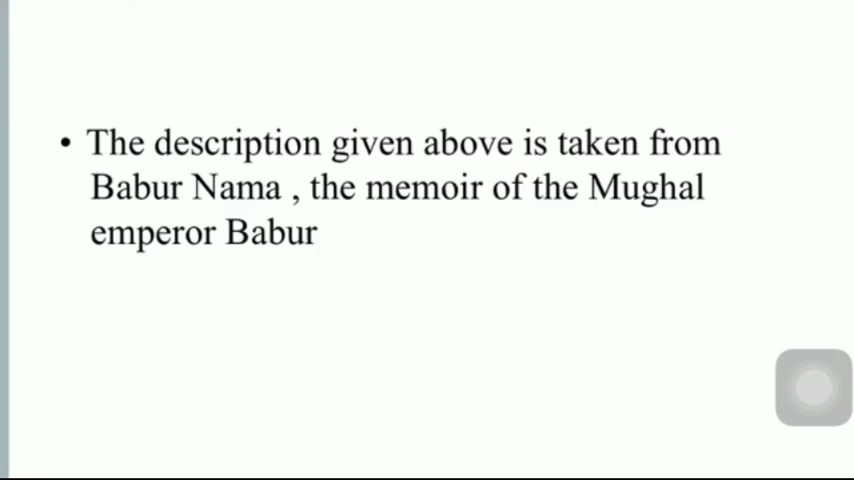 • The description given above is taken from
Babur Nama , the memoir of the Mughal
emperor Babur